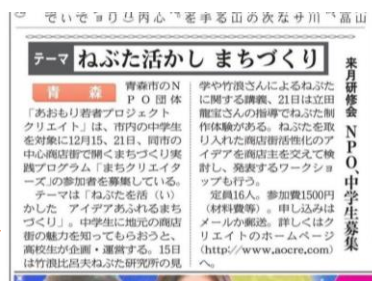 テーマ ねぶた活かし まちづくり
来月研修会 NPO、中学生募集
青森
青森市のN
PO団体
「あおもり若者プロジェクト
クリエイト」は、市内の中学生
を対象に12月15、21日、同市の
中心商店街で開くまちづくり実
践プログラム「まちクリエイタ
ーズ」の参加者を募集している。
テーマは「ねぶたを活（い）
かした アイデアあふれるまち
づくり」。中学生に地元の商店
街の魅力を知ってもらおうと、
高校生が企画・運営する。15日
は竹浪比呂夫ねぶた研究所の見
学や竹浪さんによるねぶた
に関する講義、21日は立田
龍宝さんの指導でねぶた制
作体験がある。ねぶたを取
り入れた商店街活性化のア
イデアを商店主を交えて検
討し、発表するワークショ
ップも行う。
定員16人。参加費1500円
（材料費等）。申し込みは
メールか郵送。詳しくはク
リエイトのホームページ
（http://www.aocre.com）
へ。